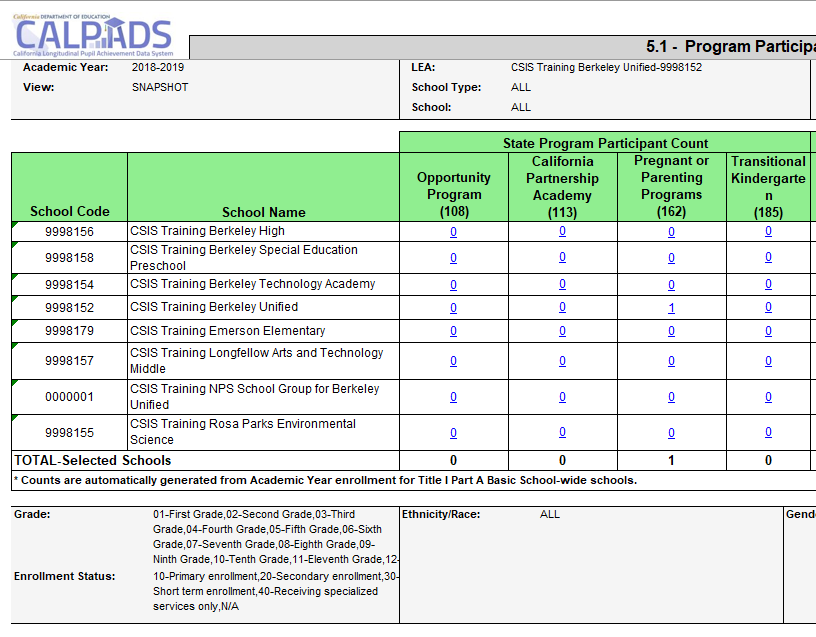 California DEPARTMENT OF EDUCATION
CALPADS
California Longitudinal Pupil Achievement Data System
5.1 - Program Participa
Academic Year: 2018-2019
LEA: CSIS Training Berkeley Unified-9998152
View: SNAPSHOT
School Type: ALL
School: ALL
State Program Participant Count
School Code
School Name
Opportunity
Program
(108)
California
Partnership
Academy
(113)
Pregnant or
Parenting
Programs
(162)
Transitional
Kindergarte
n
(185)
9998156 CSIS Training Berkeley High 0 0 0 0
9998158 CSIS Training Berkeley Special Education
Preschool 0 0 0 0
9998154 CSIS Training Berkeley Technology Academy 0 0 0 0
9998152 CSIS Training Berkeley Unified 0 0 1 0
9998179 CSIS Training Emerson Elementary 0 0 0 0
9998157 CSIS Training Longfellow Arts and Technology
Middle 0 0 0 0
0000001 CSIS Training NPS School Group for Berkeley
Unified 0 0 0 0
9998155 CSIS Training Rosa Parks Environmental
Science 0 0 0 0
TOTAL-Selected Schools 0 0 1 0
* Counts are automatically generated from Academic Year enrollment for Title I Part A Basic School-wide schools.
Grade: 01-First Grade,02-Second Grade,03-Third
Grade,04-Fourth Grade,05-Fifth Grade,06-Sixth
Grade,07-Seventh Grade,08-Eighth Grade,09-
Ninth Grade,10-Tenth Grade,11-Eleventh Grade,12-
Ethnicity/Race: ALL
Gende
Enrollment Status: 10-Primary enrollment,20-Secondary enrollment,30-
Short term enrollment,40-Receiving specialized
services only,N/A